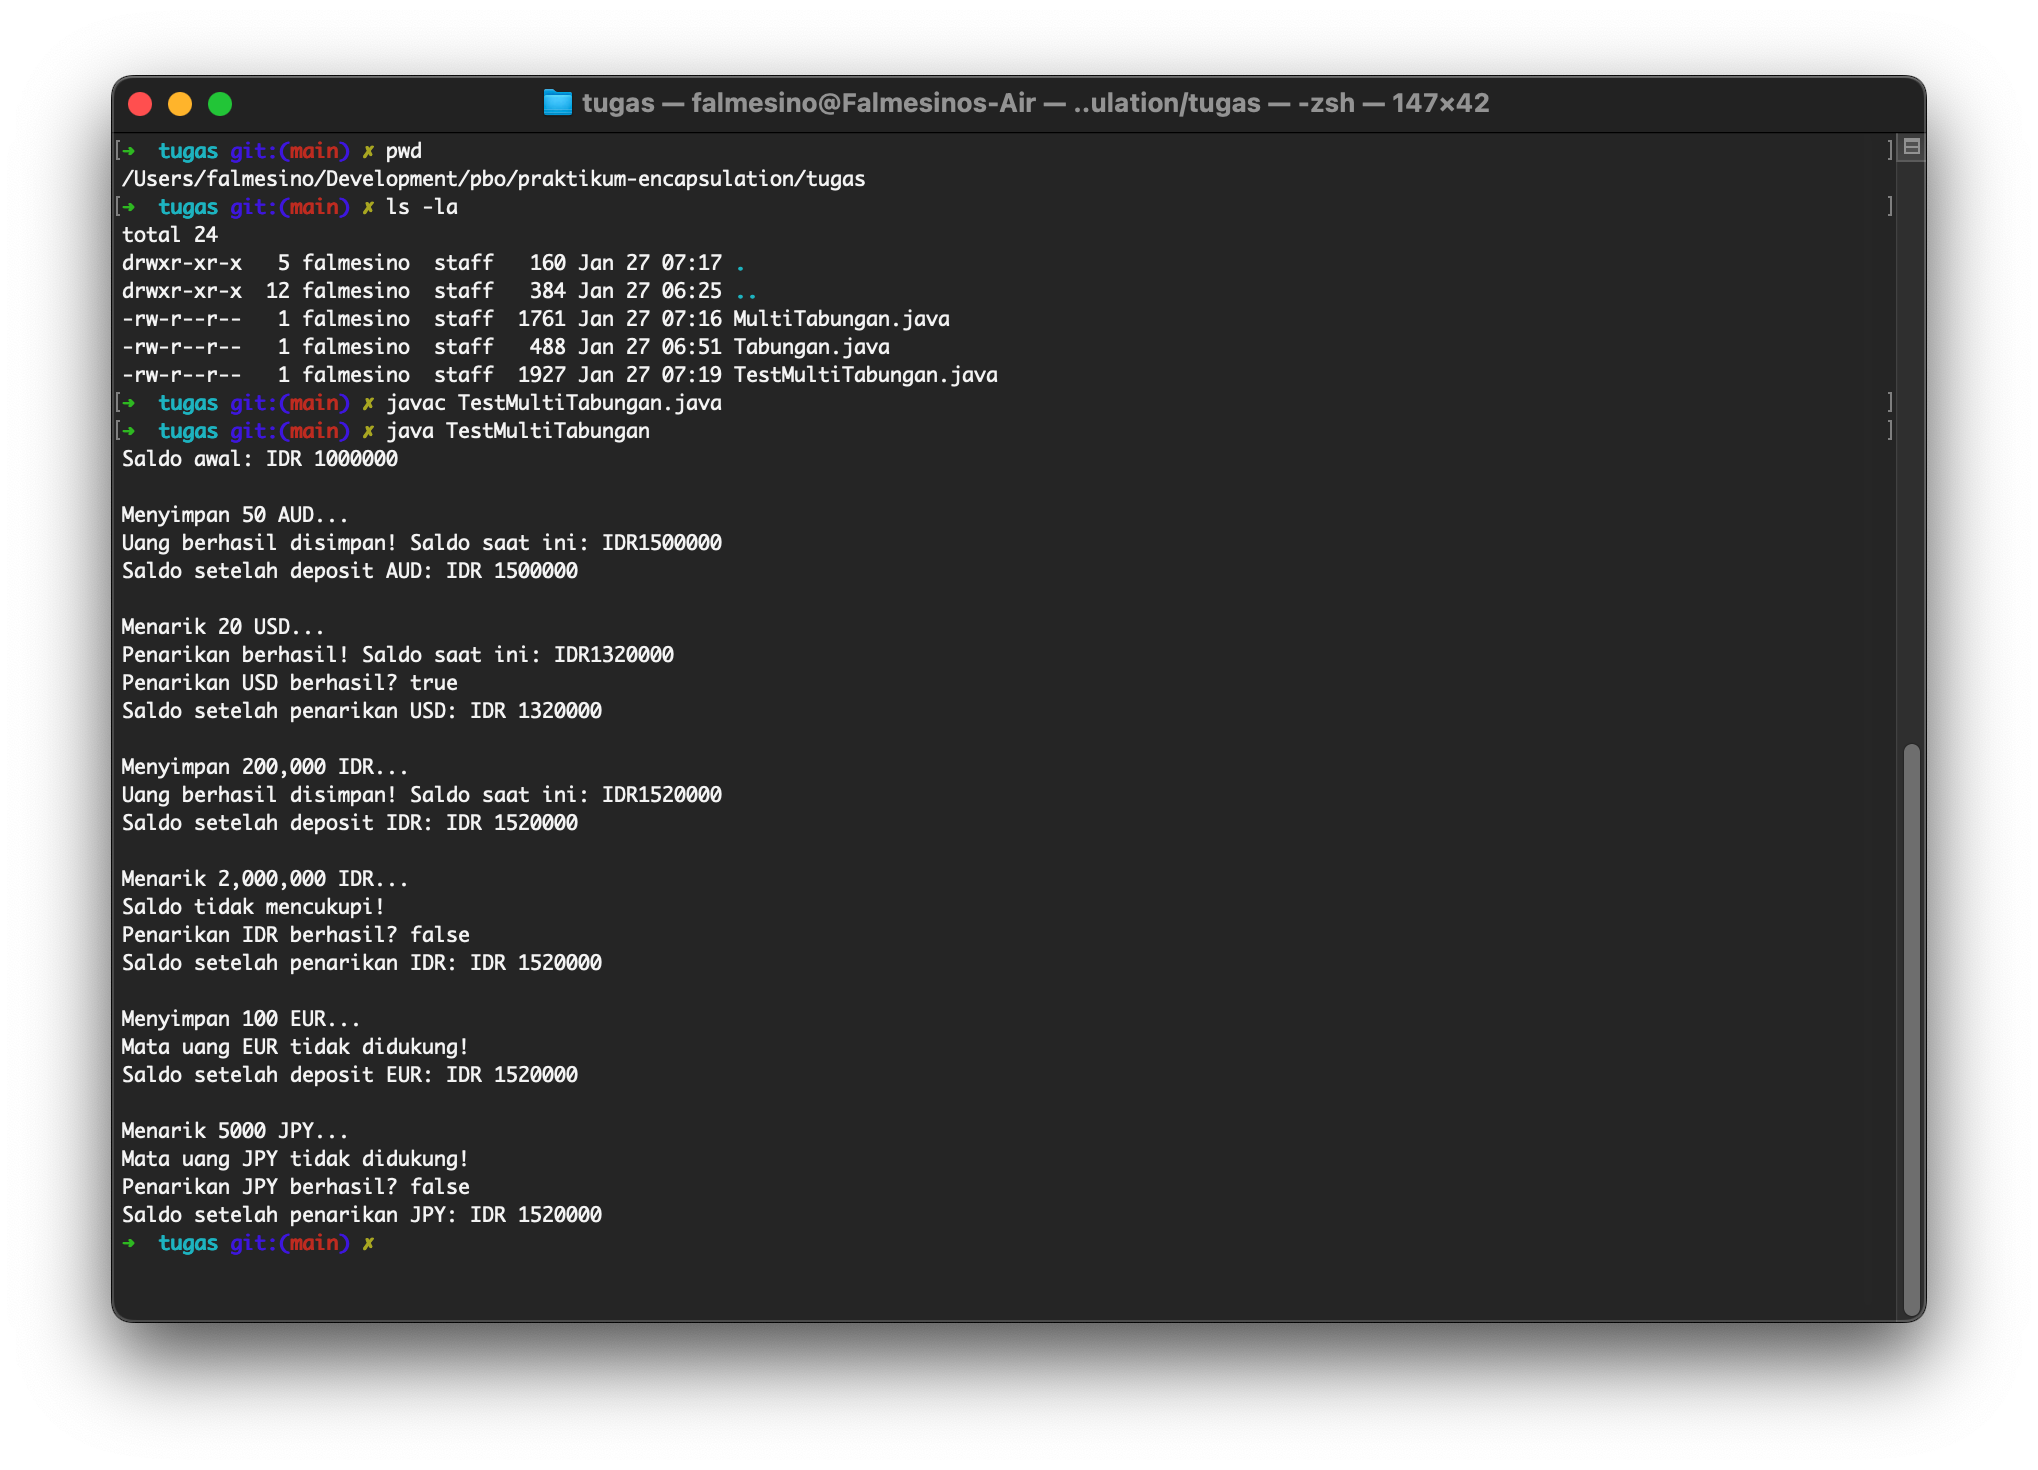 tugas — falmesino@Falmesinos-Air — ..ulation/tugas — -zsh — 147×42
[➜  tugas git:(main) ✗ pwd ]
/Users/falmesino/Development/pbo/praktikum-encapsulation/tugas
[➜  tugas git:(main) ✗ ls -la ]
total 24
drwxr-xr-x   5 falmesino  staff   160 Jan 27 07:17 .
drwxr-xr-x  12 falmesino  staff   384 Jan 27 06:25 ..
-rw-r--r--   1 falmesino  staff  1761 Jan 27 07:16 MultiTabungan.java
-rw-r--r--   1 falmesino  staff   488 Jan 27 06:51 Tabungan.java
-rw-r--r--   1 falmesino  staff  1927 Jan 27 07:19 TestMultiTabungan.java
[➜  tugas git:(main) ✗ javac TestMultiTabungan.java ]
[➜  tugas git:(main) ✗ java TestMultiTabungan ]
Saldo awal: IDR 1000000
Menyimpan 50 AUD...
Uang berhasil disimpan! Saldo saat ini: IDR1500000
Saldo setelah deposit AUD: IDR 1500000
Menarik 20 USD...
Penarikan berhasil! Saldo saat ini: IDR1320000
Penarikan USD berhasil? true
Saldo setelah penarikan USD: IDR 1320000
Menyimpan 200,000 IDR...
Uang berhasil disimpan! Saldo saat ini: IDR1520000
Saldo setelah deposit IDR: IDR 1520000
Menarik 2,000,000 IDR...
Saldo tidak mencukupi!
Penarikan IDR berhasil? false
Saldo setelah penarikan IDR: IDR 1520000
Menyimpan 100 EUR...
Mata uang EUR tidak didukung!
Saldo setelah deposit EUR: IDR 1520000
Menarik 5000 JPY...
Mata uang JPY tidak didukung!
Penarikan JPY berhasil? false
Saldo setelah penarikan JPY: IDR 1520000
➜  tugas git:(main) ✗